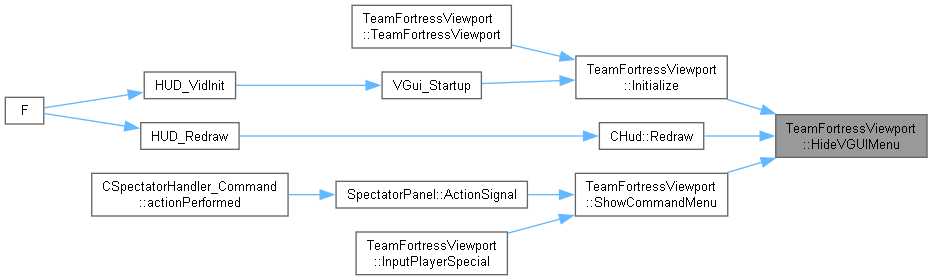 TeamFortressViewport
::TeamFortressViewport
TeamFortressViewport
::Initialize
HUD_VidInit
VGui_Startup
F
HUD_Redraw
CHud::Redraw
TeamFortressViewport
::HideVGUIMenu
CSpectatorHandler_Command
::actionPerformed
SpectatorPanel::ActionSignal
TeamFortressViewport
::ShowCommandMenu
TeamFortressViewport
::InputPlayerSpecial